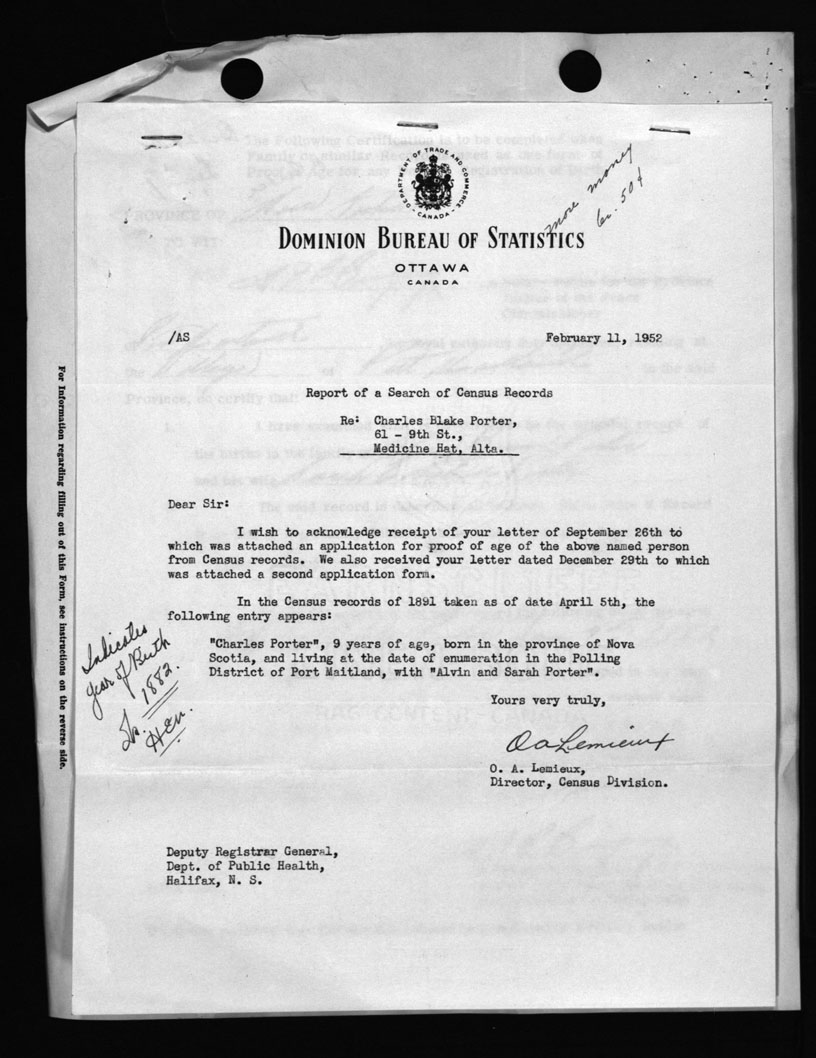 DEPARTMENT OF TRADE AND COMMERCE
- CANADA -
more money
50¢
DOMINION BUREAU OF STATISTICS
OTTAWA
CANADA
/AS
February 11, 1952
Report of a Search of Census Records
Re: Charles Blake Porter,
61 - 9th St.,
Medicine Hat, Alta.
Dear Sir:
I wish to acknowledge receipt of your letter of September 26th to
which was attached an application for proof of age of the above named person
from Census records. We also received your letter dated December 29th to which
was attached a second application form.
In the Census records of 1891 taken as of date April 5th, the
following entry appears:
"Charles Porter", 9 years of age, born in the province of Nova
Scotia, and living at the date of enumeration in the Polling
District of Port Maitland, with "Alvin and Sarah Porter".
Indicates
year of Birth
1882.
Yours very truly,
O A Lemieux
O. A. Lemieux,
Director, Census Division.
Deputy Registrar General,
Dept. of Public Health,
Halifax, N. S.
For Information regarding filling out of this Form, see instructions on the reverse side.